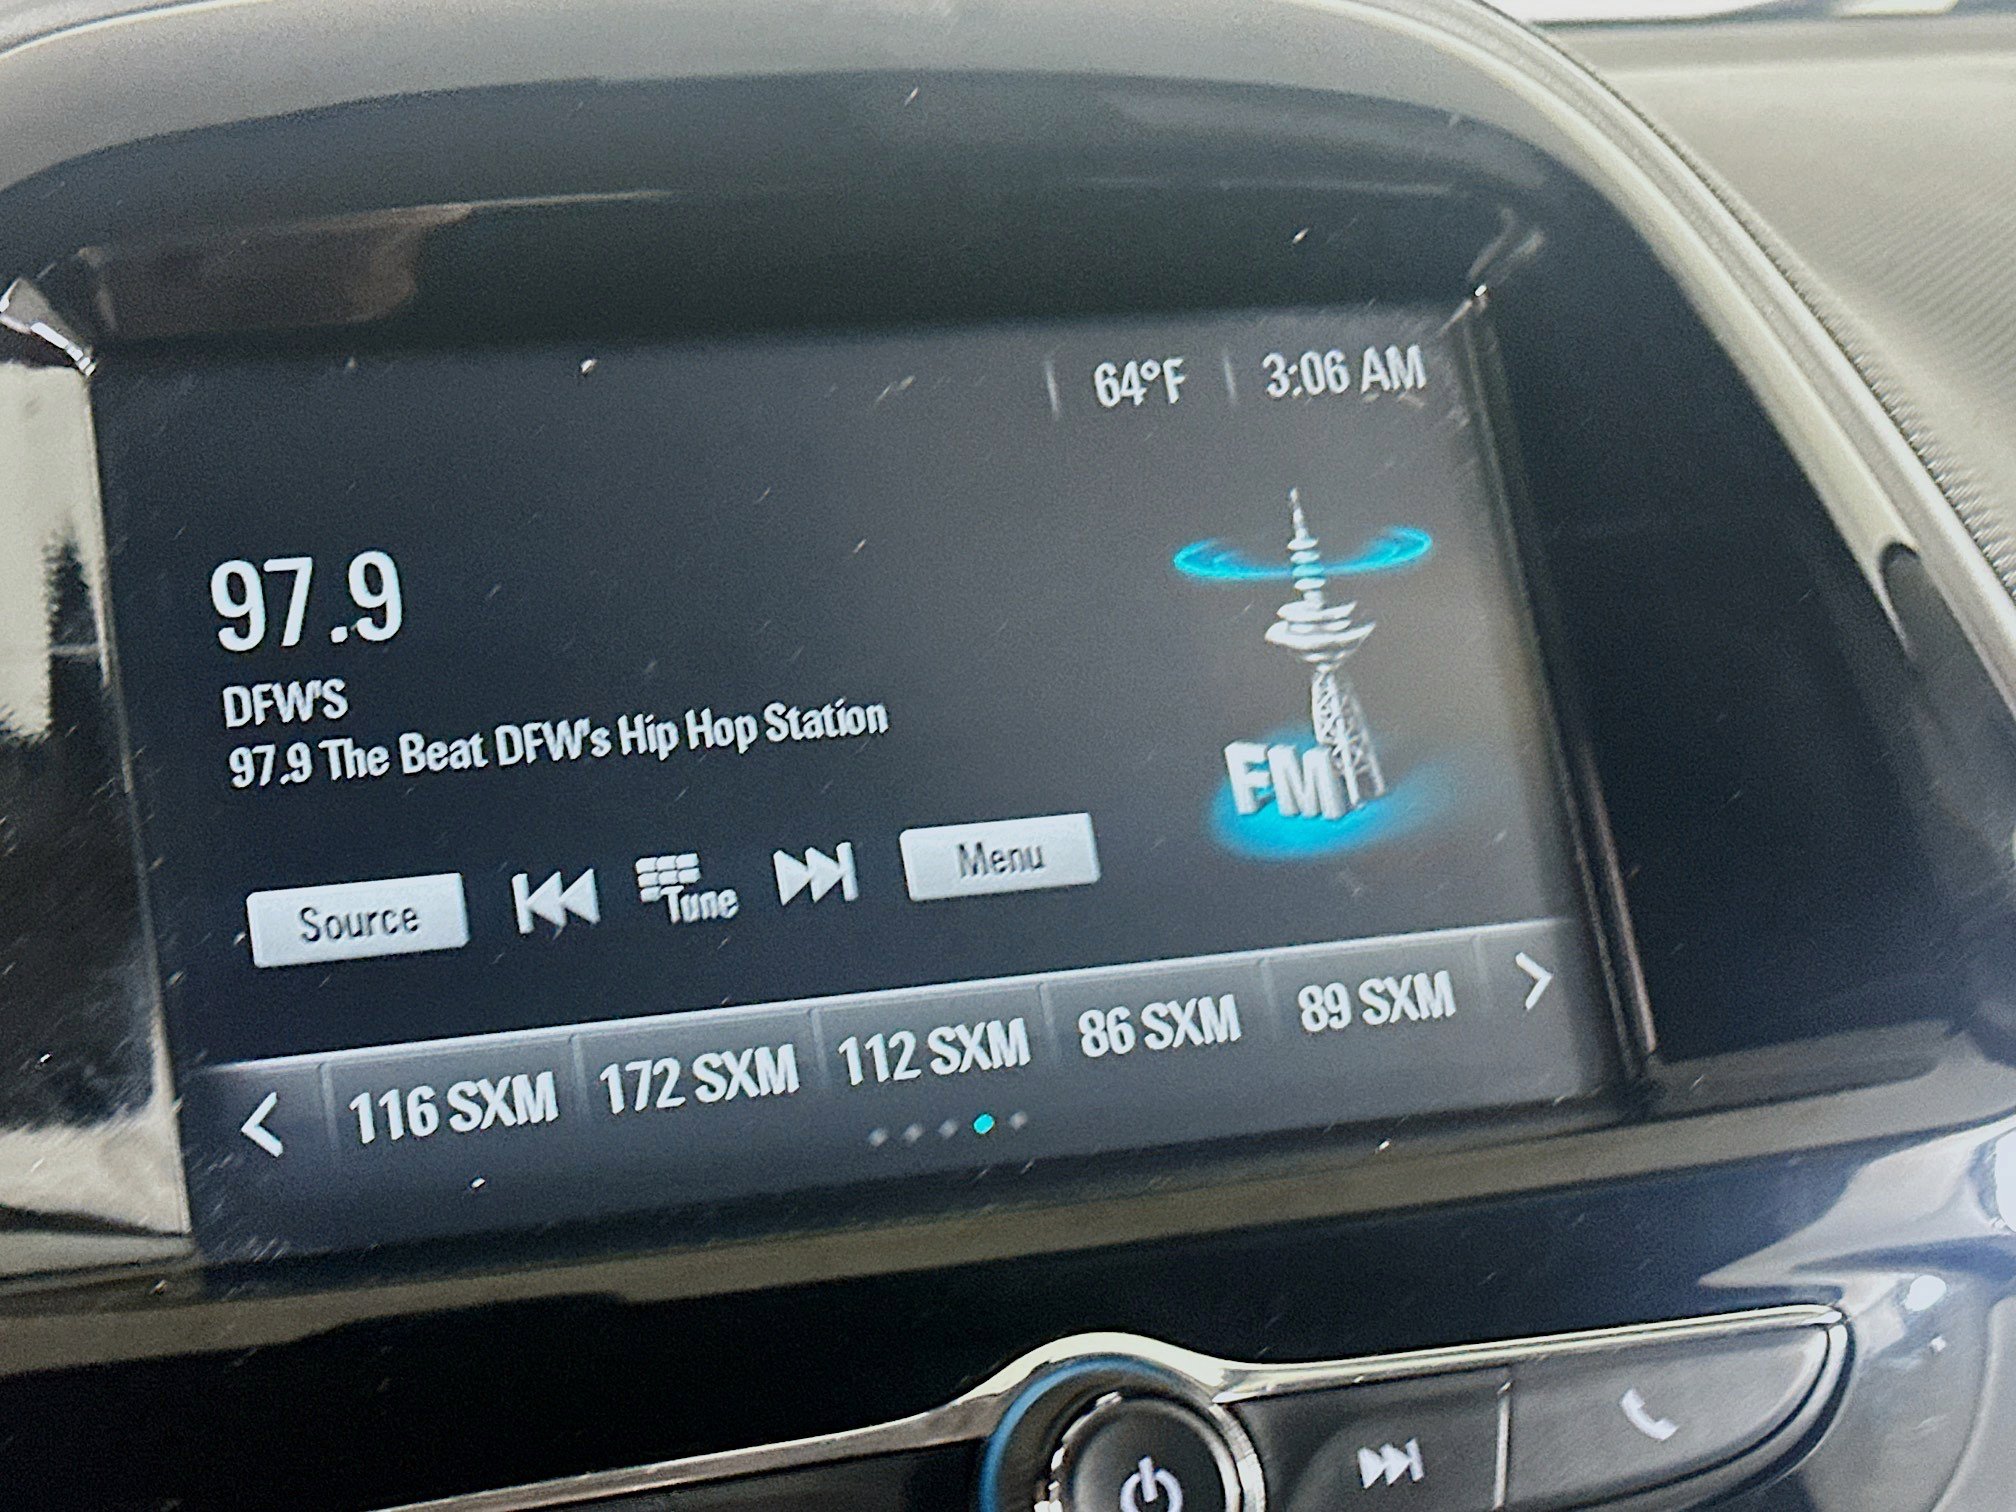 64°F 3:06 AM
97.9
DFW'S
97.9 The Beat DFW's Hip Hop Station
FM
Source Tune Menu
116 SXM 172 SXM 112 SXM 86 SXM 89 SXM